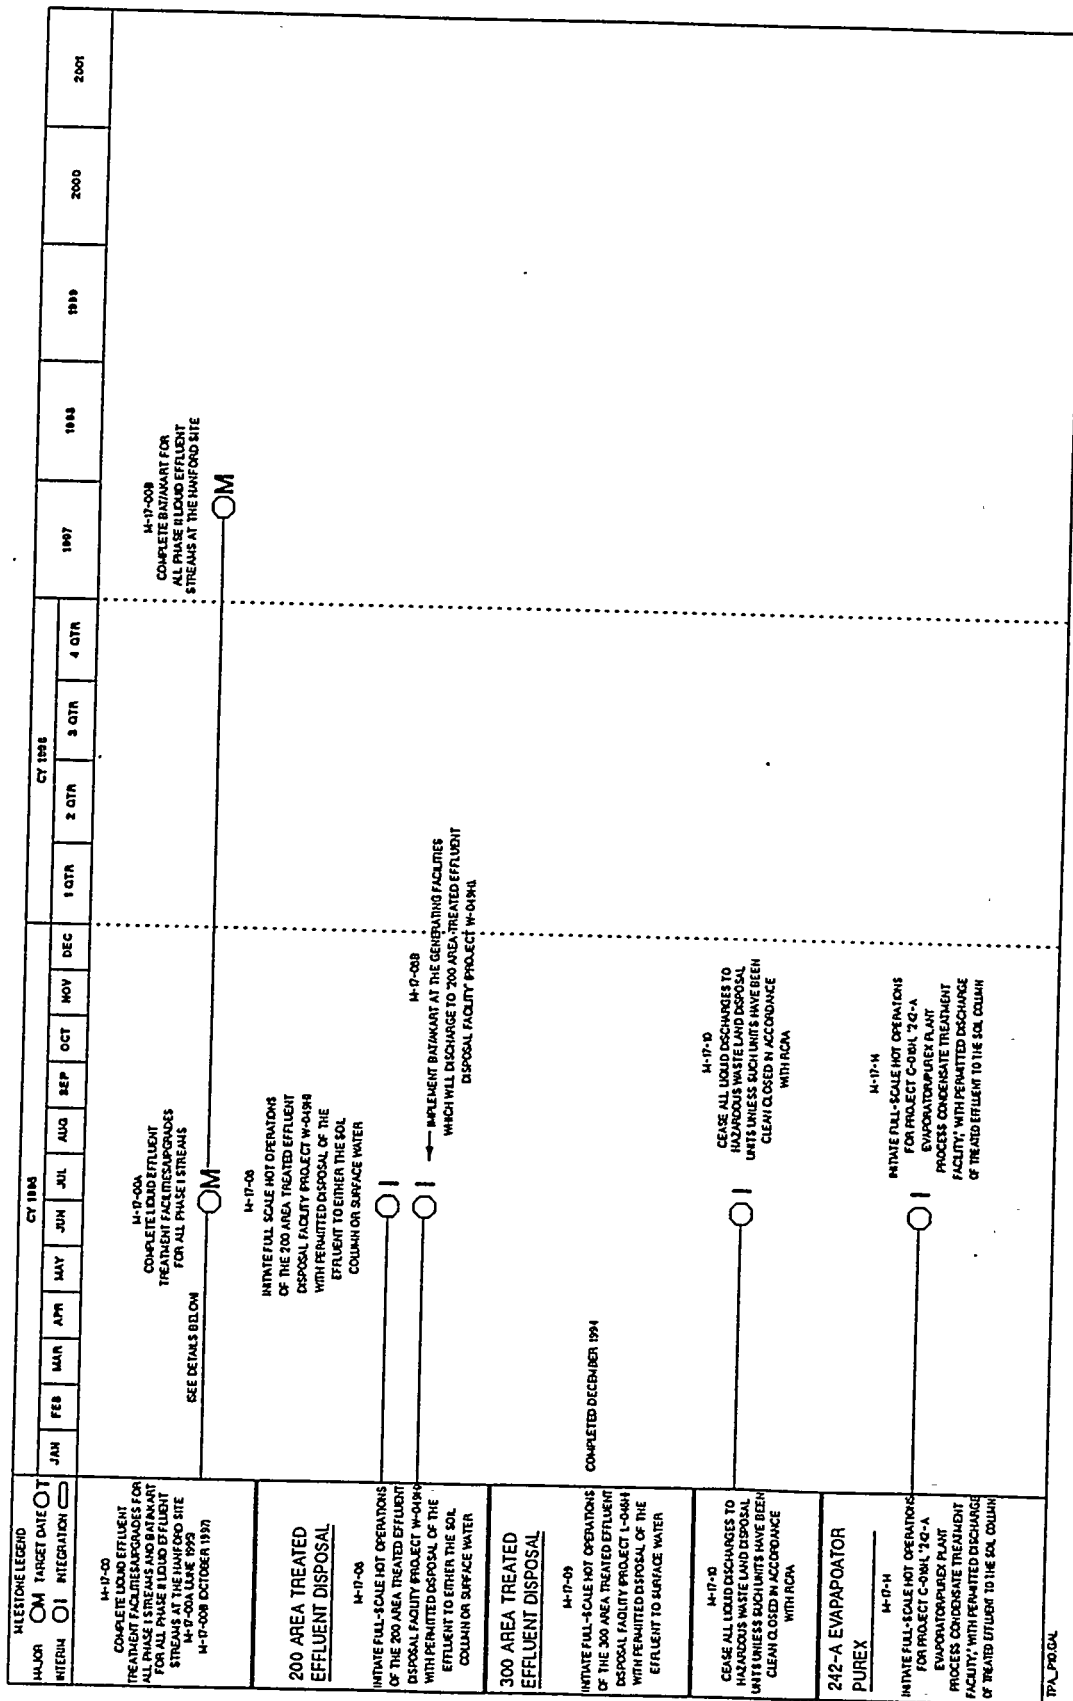 MILESTONE LEGEND
MAJOR OM TARGET DATE OT
INTERIM OI INTEGRATION
CY 1995
CY 1996
JAN FEB MAR APR MAY JUN JUL AUG SEP OCT NOV DEC
1 QTR 2 QTR 3 QTR 4 QTR
1997 1998 1999 2000 2001
M-17-00
COMPLETE LIQUID EFFLUENT
TREATMENT FACILITIES/UPGRADES FOR
ALL PHASE I STREAMS AND BAT/AKART
FOR ALL PHASE II LIQUID EFFLUENT
STREAMS AT THE HANFORD SITE
M-17-00A (JUNE 1995)
M-17-00B (OCTOBER 1997)
(SEE DETAILS BELOW)
M-17-00A
COMPLETE LIQUID EFFLUENT
TREATMENT FACILITIES/UPGRADES
FOR ALL PHASE I STREAMS
M
M-17-00B
COMPLETE BAT/AKART FOR
ALL PHASE II LIQUID EFFLUENT
STREAMS AT THE HANFORD SITE
M
200 AREA TREATED
EFFLUENT DISPOSAL
M-17-08
INITIATE FULL-SCALE HOT OPERATIONS
OF THE 200 AREA TREATED EFFLUENT
DISPOSAL FACILITY (PROJECT W-049H)
WITH PERMITTED DISPOSAL OF THE
EFFLUENT TO EITHER THE SOIL
COLUMN OR SURFACE WATER
M-17-08
INITIATE FULL SCALE HOT OPERATIONS
OF THE 200 AREA TREATED EFFLUENT
DISPOSAL FACILITY (PROJECT W-049H)
WITH PERMITTED DISPOSAL OF THE
EFFLUENT TO EITHER THE SOIL
COLUMN OR SURFACE WATER
I
I
M-17-08B
IMPLEMENT BAT/AKART AT THE GENERATING FACILITIES
WHICH WILL DISCHARGE TO "200 AREA-TREATED EFFLUENT
DISPOSAL FACILITY" (PROJECT W-049H).
300 AREA TREATED
EFFLUENT DISPOSAL
M-17-09
INITIATE FULL-SCALE HOT OPERATIONS
OF THE 300 AREA TREATED EFFLUENT
DISPOSAL FACILITY (PROJECT L-045H)
WITH PERMITTED DISPOSAL OF THE
EFFLUENT TO SURFACE WATER
COMPLETED DECEMBER 1994
M-17-10
CEASE ALL LIQUID DISCHARGES TO
HAZARDOUS WASTE LAND DISPOSAL
UNITS UNLESS SUCH UNITS HAVE BEEN
CLEAN CLOSED IN ACCORDANCE
WITH RCRA
I
M-17-10
CEASE ALL LIQUID DISCHARGES TO
HAZARDOUS WASTE LAND DISPOSAL
UNITS UNLESS SUCH UNITS HAVE BEEN
CLEAN CLOSED IN ACCORDANCE
WITH RCRA
242-A EVAPOATOR
PUREX
M-17-14
INITIATE FULL-SCALE HOT OPERATIONS
FOR PROJECT C-018H, "242-A
EVAPORATOR/PUREX PLANT
PROCESS CONDENSATE TREATMENT
FACILITY," WITH PERMITTED DISCHARGE
OF TREATED EFFLUENT TO THE SOIL COLUMN
I
M-17-14
INITIATE FULL-SCALE HOT OPERATIONS
FOR PROJECT C-018H, "242-A
EVAPORATOR/PUREX PLANT
PROCESS CONDENSATE TREATMENT
FACILITY," WITH PERMITTED DISCHARGE
OF TREATED EFFLUENT TO THE SOIL COLUMN